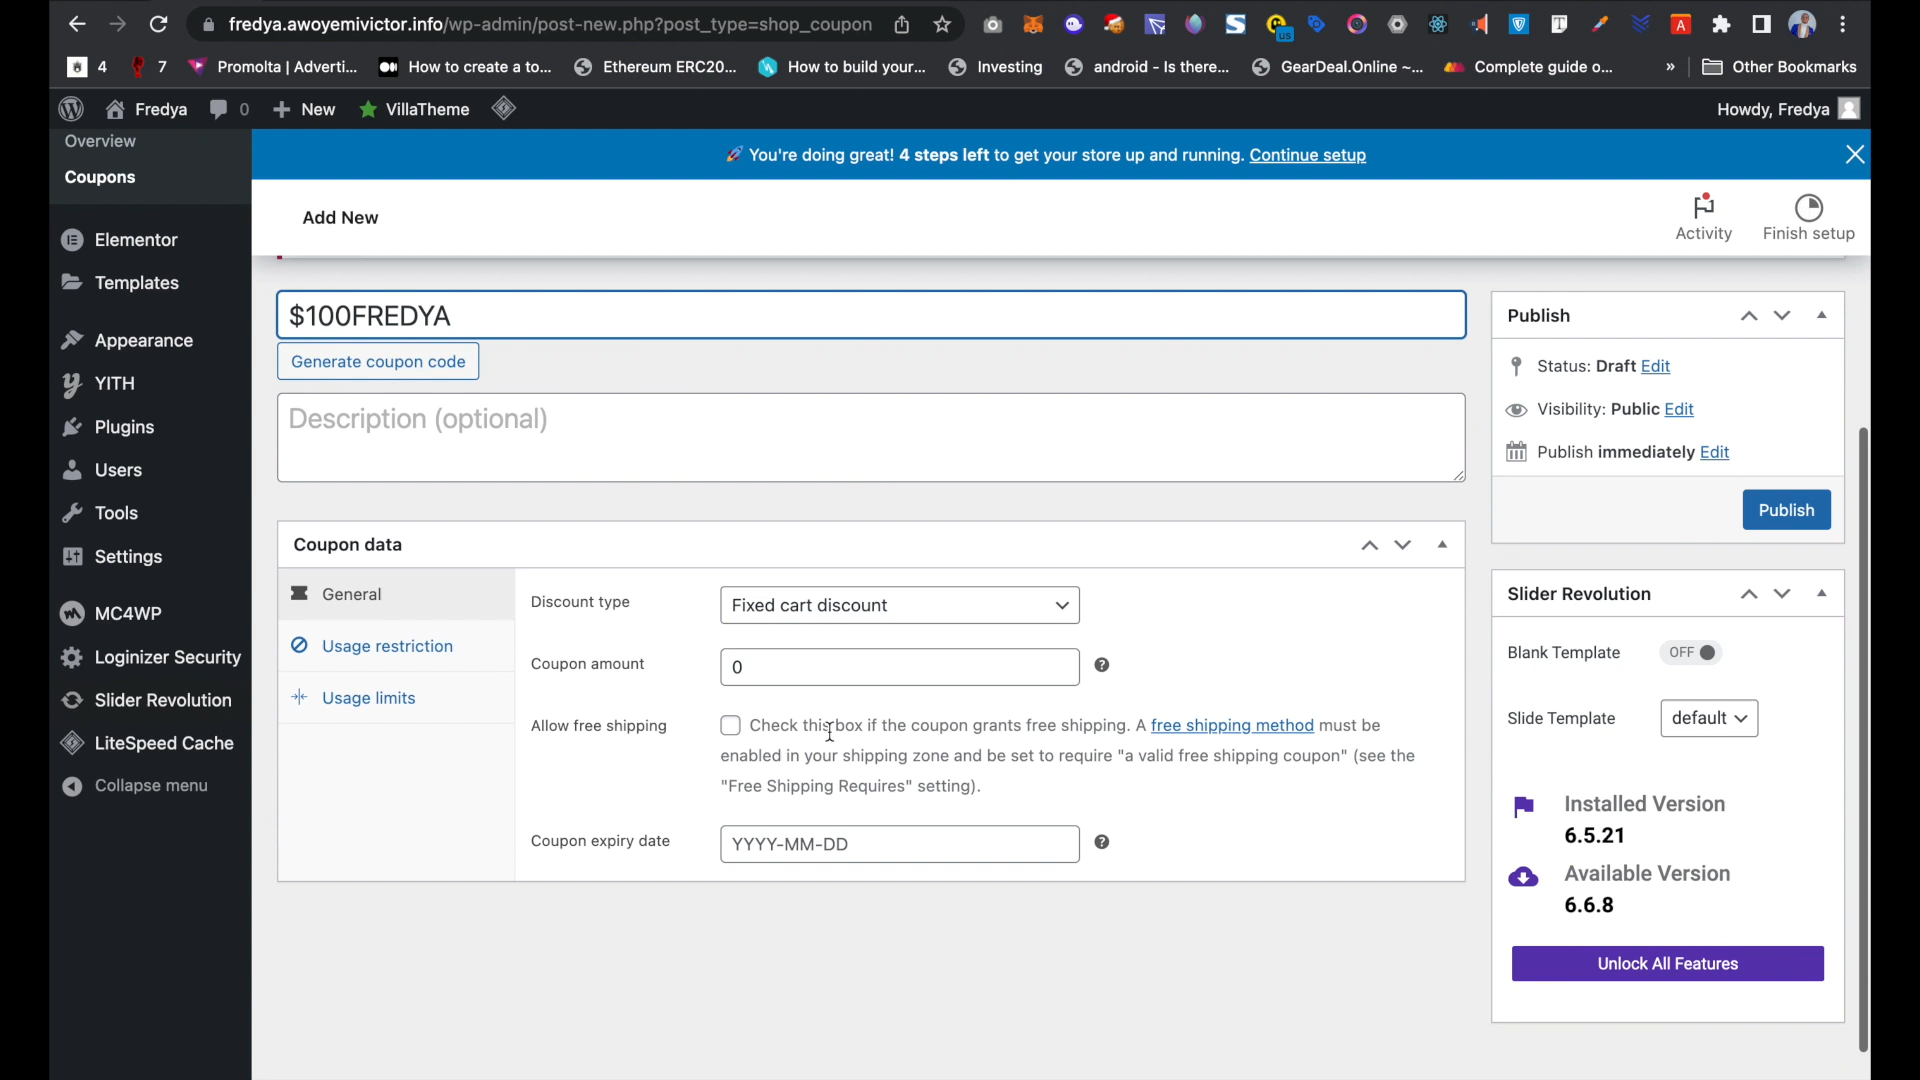 fredya.awoyemivictor.info/wp-admin/post-new.php?post_type=shop_coupon
us
A
4
7
Promolta | Adverti...
How to create a to...
Ethereum ERC20...
How to build your...
Investing
android - Is there...
GearDeal.Online ~...
Complete guide o...
»
Other Bookmarks
Fredya
0
New
VillaTheme
Howdy, Fredya
Overview
Coupons
Elementor
Templates
Appearance
YITH
Plugins
Users
Tools
Settings
MC4WP
Loginizer Security
Slider Revolution
LiteSpeed Cache
Collapse menu
🚀 You're doing great! 4 steps left to get your store up and running. Continue setup
Add New
Activity
Finish setup
$100FREDYA
Generate coupon code
Description (optional)
Coupon data
General
Usage restriction
Usage limits
Discount type
Fixed cart discount
Coupon amount
0
Allow free shipping
Check this box if the coupon grants free shipping. A free shipping method must be
enabled in your shipping zone and be set to require "a valid free shipping coupon" (see the
"Free Shipping Requires" setting).
Coupon expiry date
YYYY-MM-DD
Publish
Status: Draft Edit
Visibility: Public Edit
Publish immediately Edit
Publish
Slider Revolution
Blank Template
OFF
Slide Template
default
Installed Version
6.5.21
Available Version
6.6.8
Unlock All Features